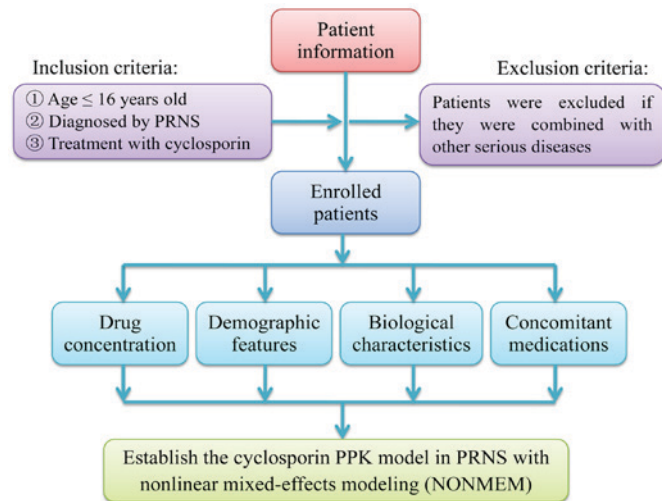 Patient
information
Inclusion criteria:
① Age ≤ 16 years old
② Diagnosed by PRNS
③ Treatment with cyclosporin
Exclusion criteria:
Patients were excluded if
they were combined with
other serious diseases
Enrolled
patients
Drug
concentration
Demographic
features
Biological
characteristics
Concomitant
medications
Establish the cyclosporin PPK model in PRNS with
nonlinear mixed-effects modeling (NONMEM)